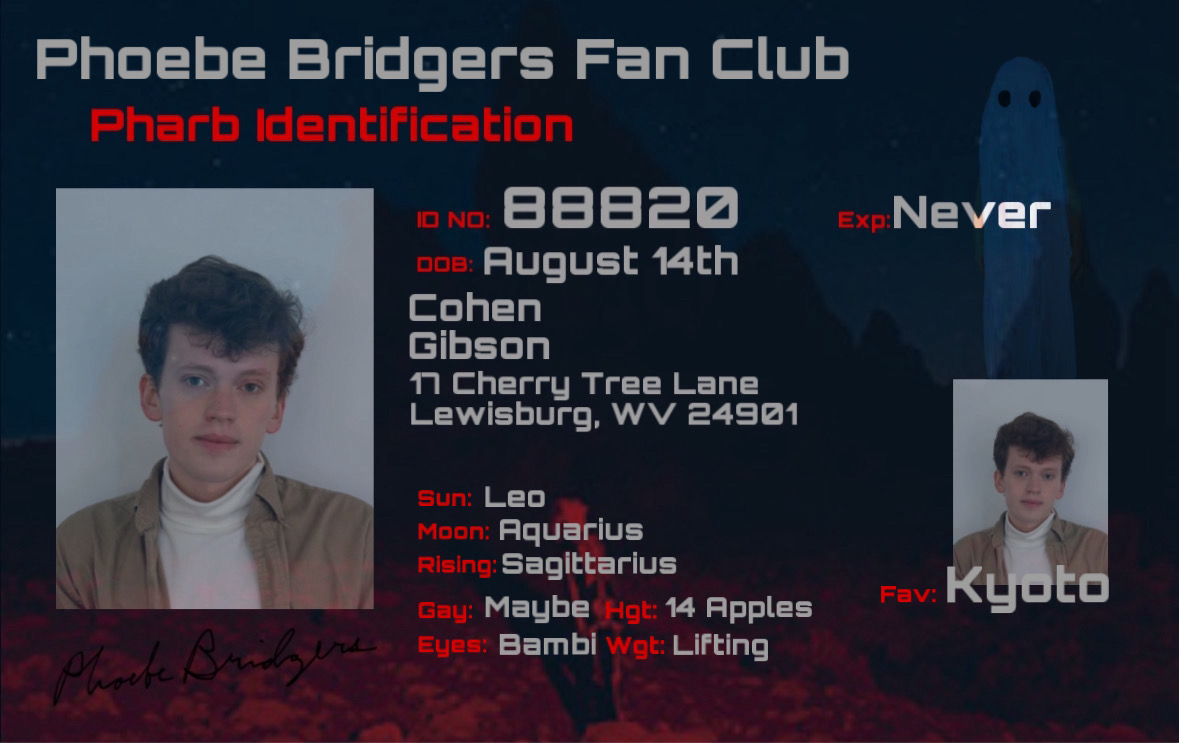 Phoebe Bridgers Fan Club
Pharb Identification
ID NO: 88820
Exp: Never
DOB: August 14th
Cohen
Gibson
17 Cherry Tree Lane
Lewisburg, WV 24901
Sun: Leo
Moon: Aquarius
Rising: Sagittarius
Gay: Maybe Hgt: 14 Apples
Eyes: Bambi Wgt: Lifting
Fav: Kyoto
Phoebe Bridgers